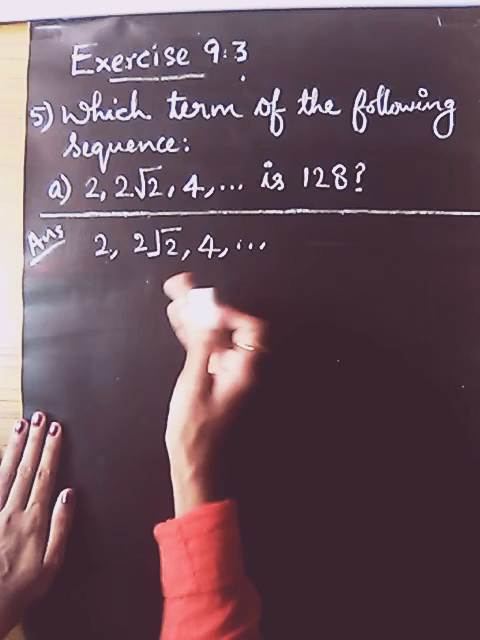 Exercise 9.3
5) Which term of the following
sequence:
a) 2, 2√2, 4, ... is 128?
Ans 2, 2√2, 4, ...